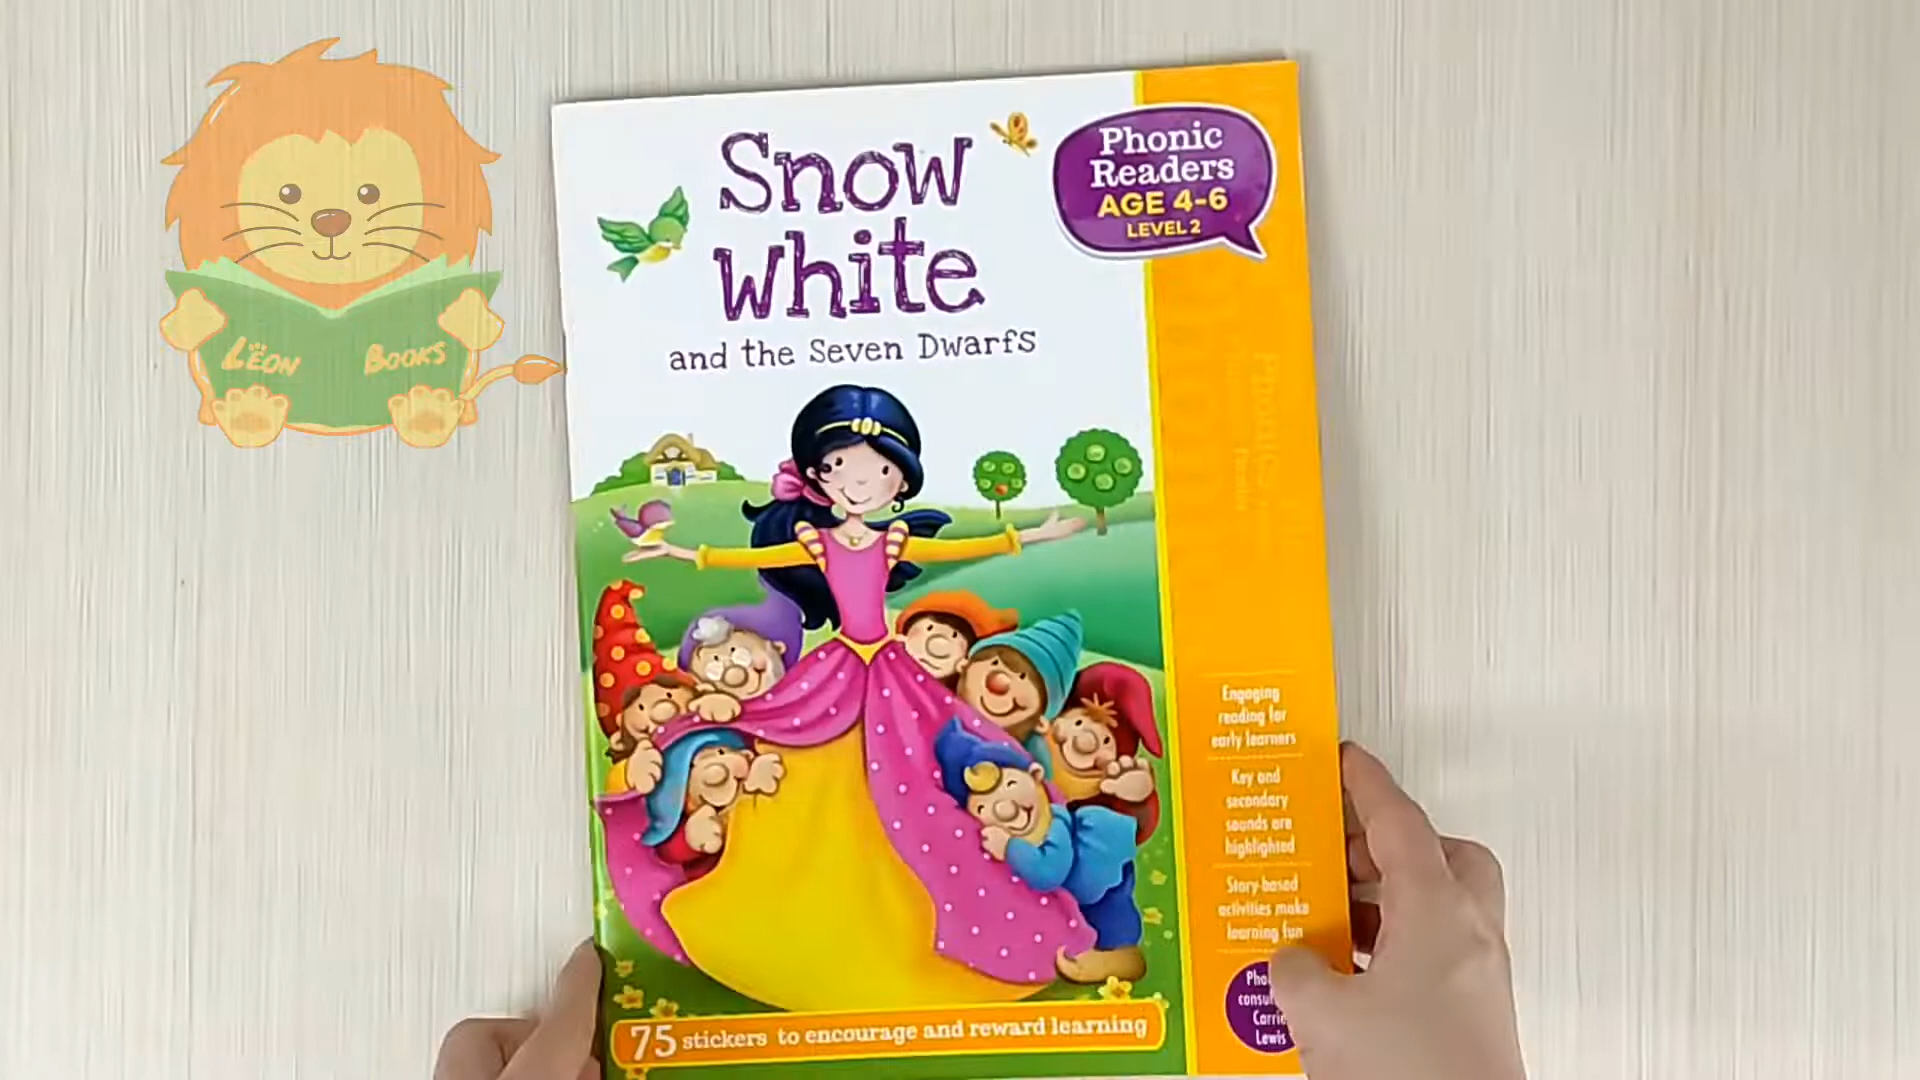 LEON BOOKS
Snow
White
and the Seven Dwarfs
Phonic
Readers
AGE 4-6
LEVEL 2
Engaging
reading for
early learners
Key and
secondary
sounds are
highlighted
Story-based
activities make
learning fun
Carrie
Lewis
75 stickers to encourage and reward learning